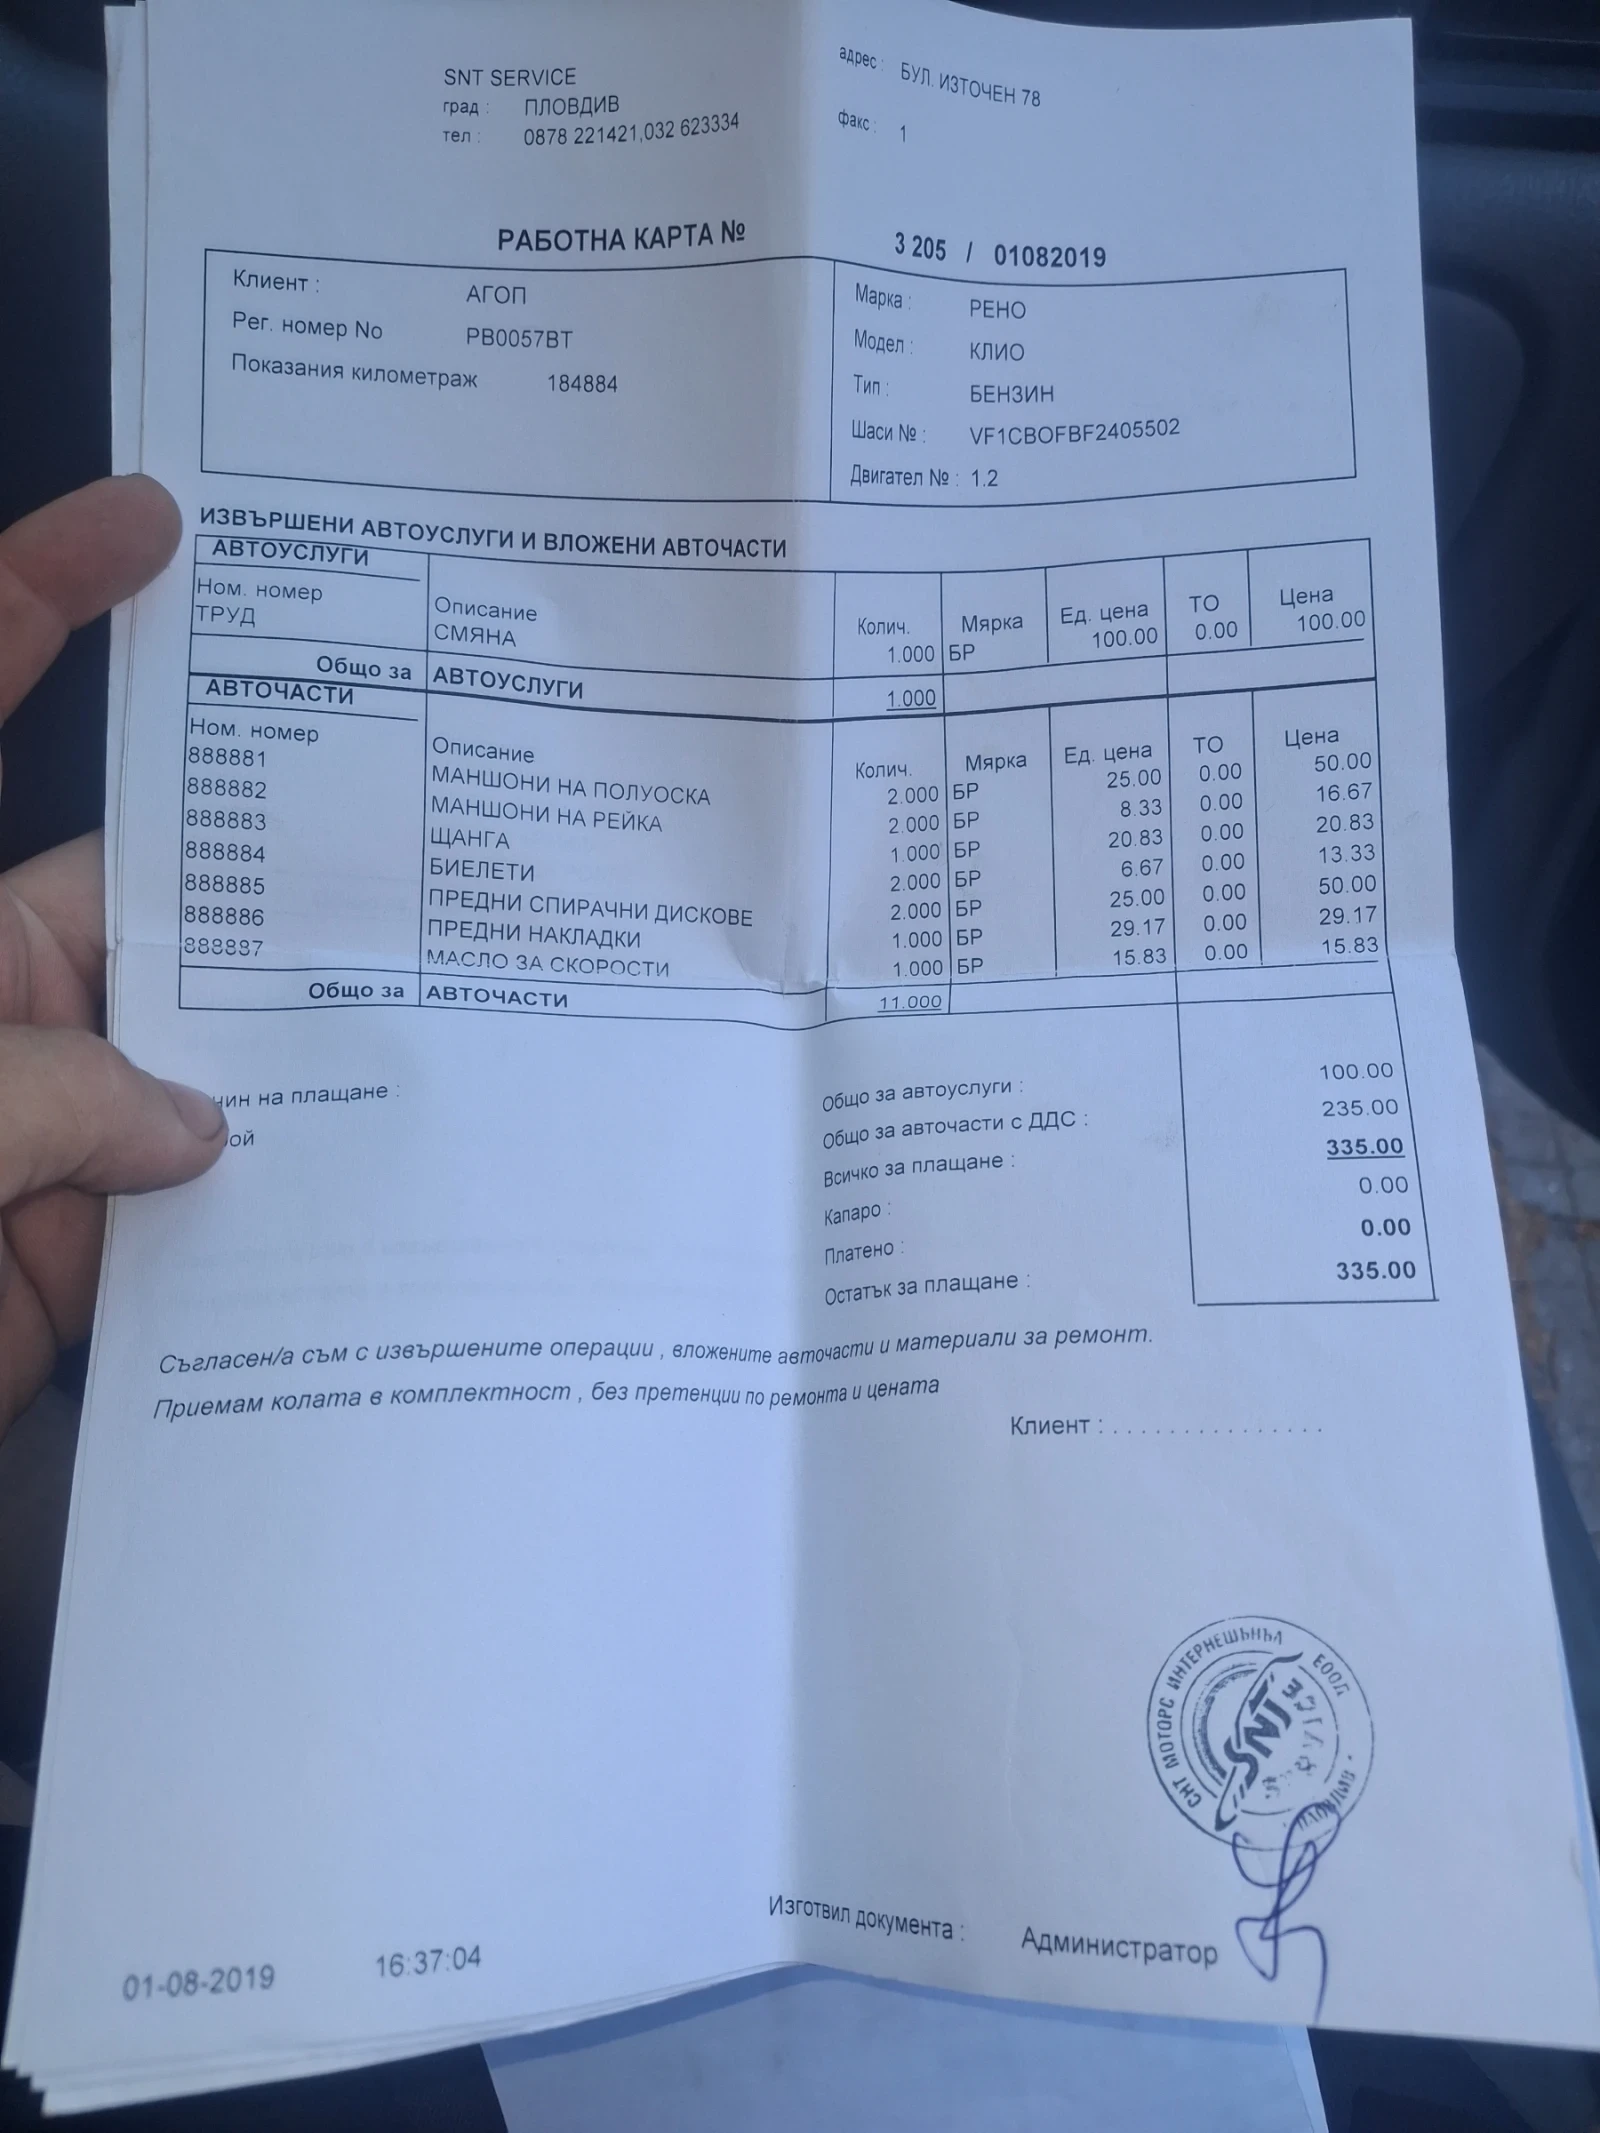 SNT SERVICE
град : ПЛОВДИВ
тел : 0878 221421,032 623334
адрес : БУЛ. ИЗТОЧЕН 78
факс : 1
РАБОТНА КАРТА № 3 205 / 01082019
Клиент : АГОП
Рег. номер No РВ0057ВТ
Показания километраж 184884
Марка : РЕНО
Модел : КЛИО
Тип : БЕНЗИН
Шаси № : VF1CBOFBF2405502
Двигател № : 1.2
ИЗВЪРШЕНИ АВТОУСЛУГИ И ВЛОЖЕНИ АВТОЧАСТИ
АВТОУСЛУГИ
Ном. номер Описание Колич. Мярка Ед. цена ТО Цена
ТРУД СМЯНА 1.000 БР 100.00 0.00 100.00
Общо за АВТОУСЛУГИ 1.000
АВТОЧАСТИ
Ном. номер Описание Колич. Мярка Ед. цена ТО Цена
888881 МАНШОНИ НА ПОЛУОСКА 2.000 БР 25.00 0.00 50.00
888882 МАНШОНИ НА РЕЙКА 2.000 БР 8.33 0.00 16.67
888883 ЩАНГА 1.000 БР 20.83 0.00 20.83
888884 БИЕЛЕТИ 2.000 БР 6.67 0.00 13.33
888885 ПРЕДНИ СПИРАЧНИ ДИСКОВЕ 2.000 БР 25.00 0.00 50.00
888886 ПРЕДНИ НАКЛАДКИ 1.000 БР 29.17 0.00 29.17
888887 МАСЛО ЗА СКОРОСТИ 1.000 БР 15.83 0.00 15.83
Общо за АВТОЧАСТИ 11.000
на плащане :
Общо за автоуслуги : 100.00
Общо за авточасти с ДДС : 235.00
Всичко за плащане : 335.00
Капаро : 0.00
Платено : 0.00
Остатък за плащане : 335.00
Съгласен/а съм с извършените операции , вложените авточасти и материали за ремонт.
Приемам колата в комплектност , без претенции по ремонта и цената
Клиент : . . . . . . . . . . . . . . . .
СНТ МОТОРС ИНТЕРНЕШЪНЪЛ ЕООД
SNT
ПЛОВДИВ
Изготвил документа : Администратор
01-08-2019 16:37:04